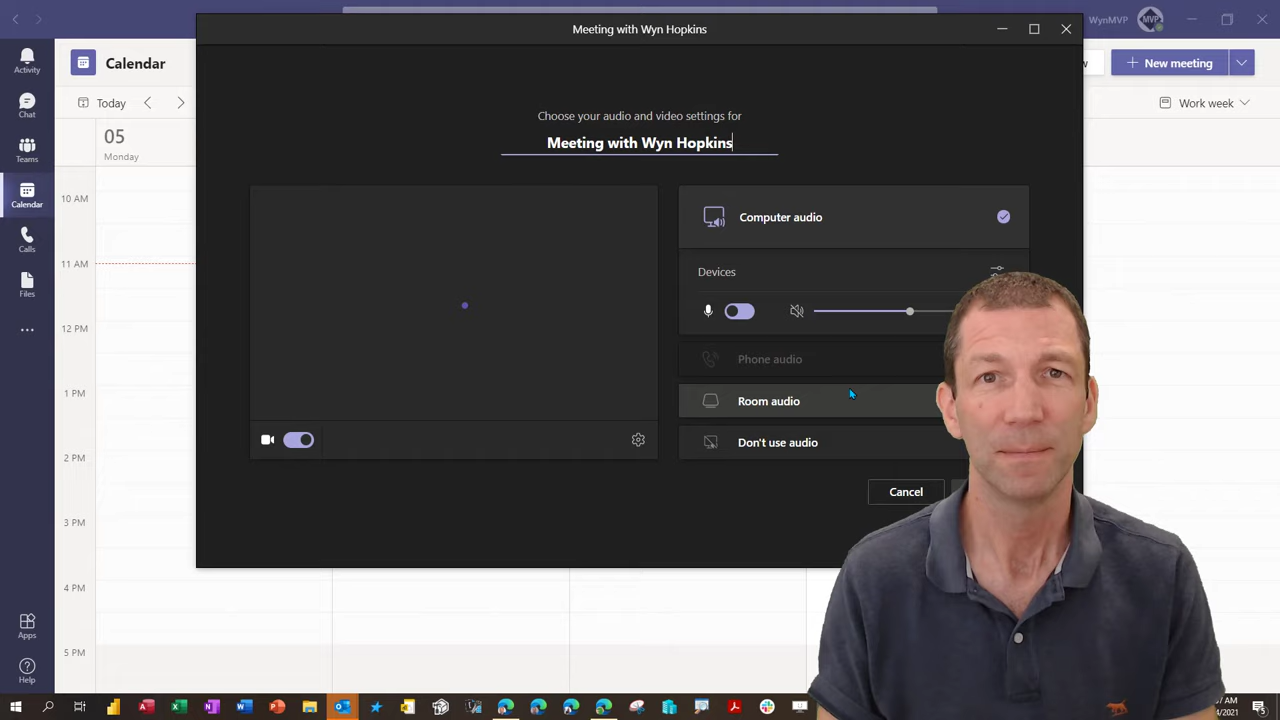 Meeting with Wyn Hopkins
WynMVP
MVP
Activity
Chat
Teams
Calendar
Calls
Files
Apps
Help
Calendar
New meeting
Today
Work week
05
Monday
10 AM
11 AM
12 PM
1 PM
2 PM
3 PM
4 PM
5 PM
Choose your audio and video settings for
Meeting with Wyn Hopkins
Computer audio
Devices
Phone audio
Room audio
Don't use audio
Cancel